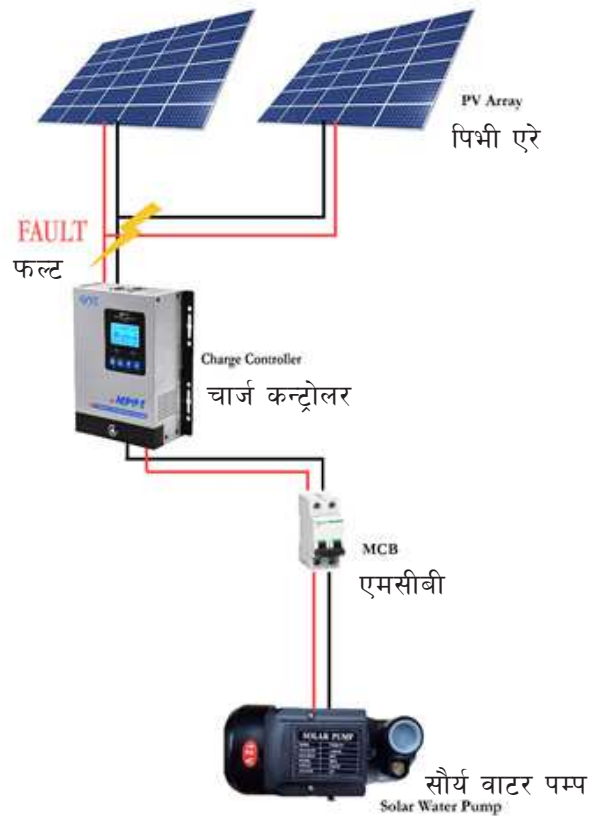 PV Array
पिभी एरे
FAULT
फल्ट
MPPT
Charge Controller
चार्ज कन्ट्रोलर
MCB
एमसीबी
SOLAR PUMP
सौर्य वाटर पम्प
Solar Water Pump